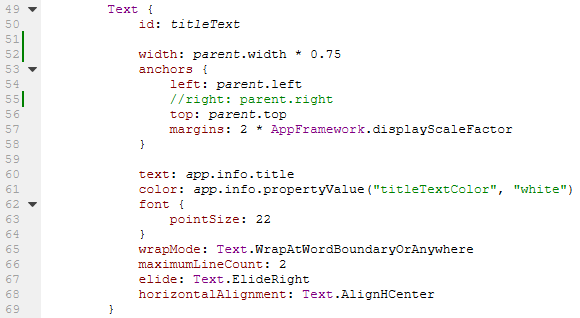 49 Text {
50 id: titleText
51
52 width: parent.width * 0.75
53 anchors {
54 left: parent.left
55 //right: parent.right
56 top: parent.top
57 margins: 2 * AppFramework.displayScaleFactor
58 }
59
60 text: app.info.title
61 color: app.info.propertyValue("titleTextColor", "white")
62 font {
63 pointSize: 22
64 }
65 wrapMode: Text.WrapAtWordBoundaryOrAnywhere
66 maximumLineCount: 2
67 elide: Text.ElideRight
68 horizontalAlignment: Text.AlignHCenter
69 }